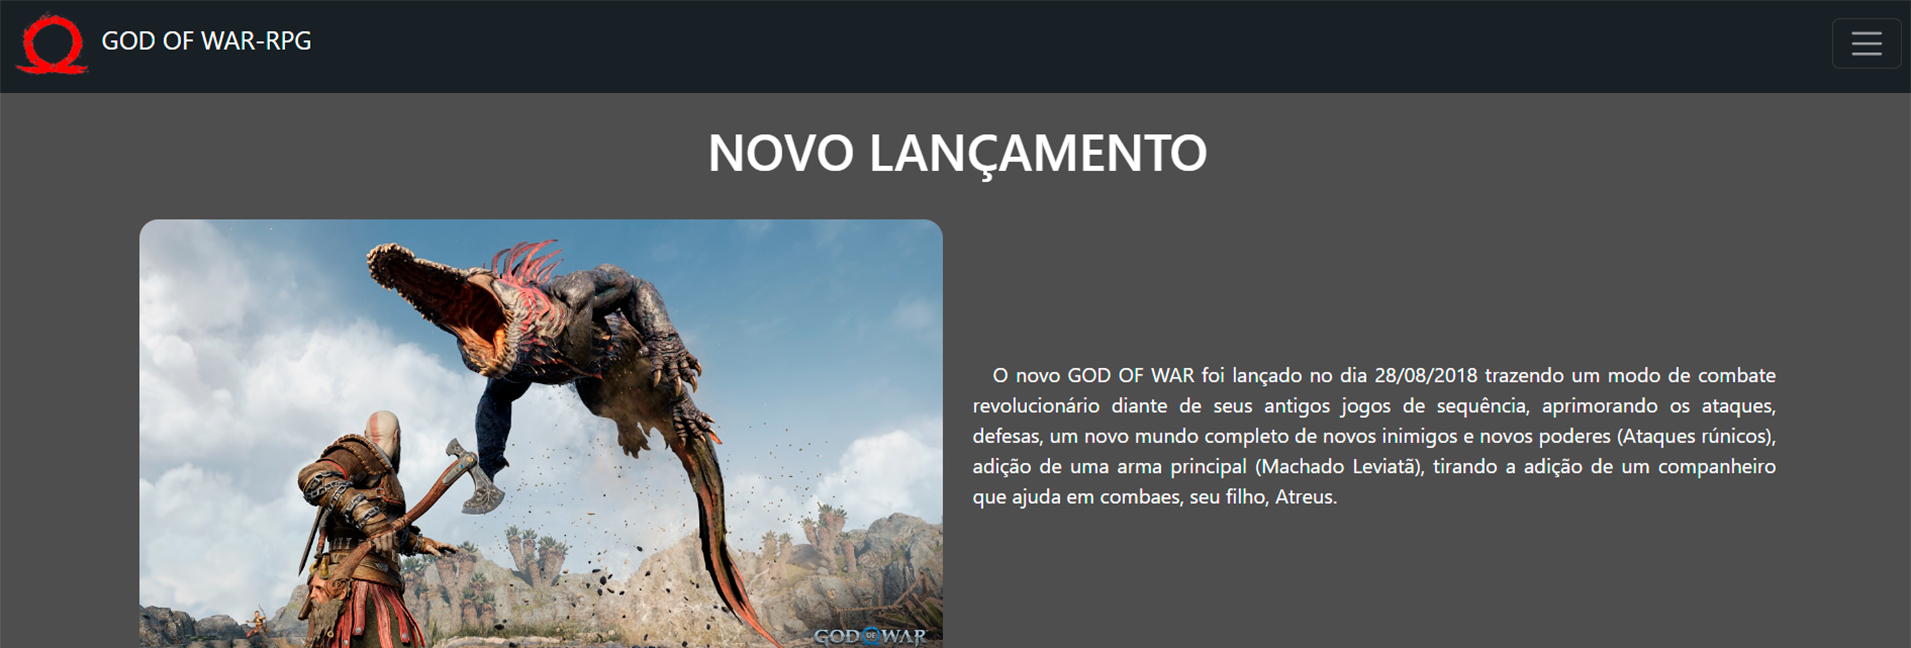 GOD OF WAR-RPG
NOVO LANÇAMENTO
O novo GOD OF WAR foi lançado no dia 28/08/2018 trazendo um modo de combate
revolucionário diante de seus antigos jogos de sequência, aprimorando os ataques,
defesas, um novo mundo completo de novos inimigos e novos poderes (Ataques rúnicos),
adição de uma arma principal (Machado Leviatã), tirando a adição de um companheiro
que ajuda em combaes, seu filho, Atreus.
GOD OF WAR